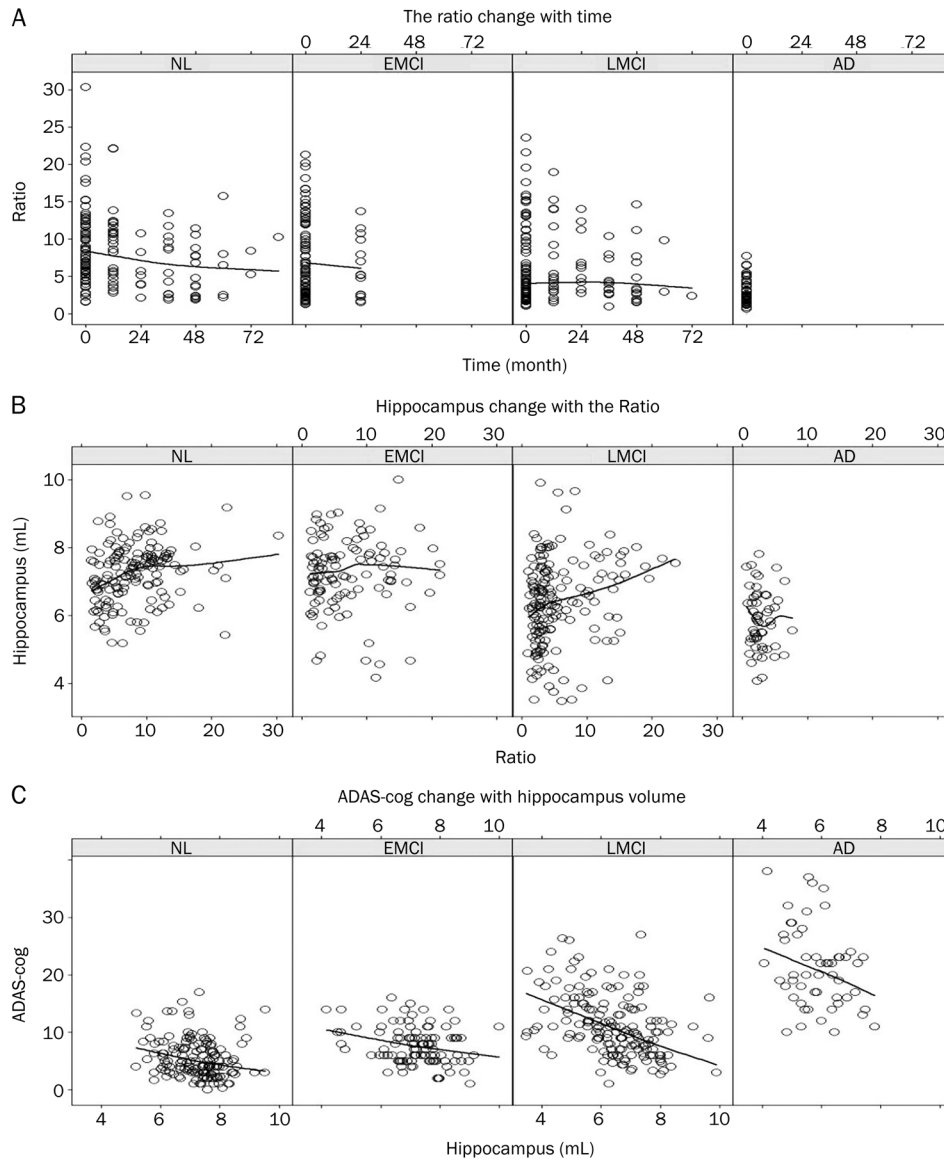 A
The ratio change with time
0 24 48 72 0 24 48 72
NL EMCI LMCI AD
30
25
20
15
10
5
0
Ratio
0 24 48 72 0 24 48 72
Time (month)
B
Hippocampus change with the Ratio
0 10 20 30 0 10 20 30
NL EMCI LMCI AD
10
8
6
4
Hippocampus (mL)
0 10 20 30 0 10 20 30
Ratio
C
ADAS-cog change with hippocampus volume
4 6 8 10 4 6 8 10
NL EMCI LMCI AD
30
20
10
0
ADAS-cog
4 6 8 10 4 6 8 10
Hippocampus (mL)